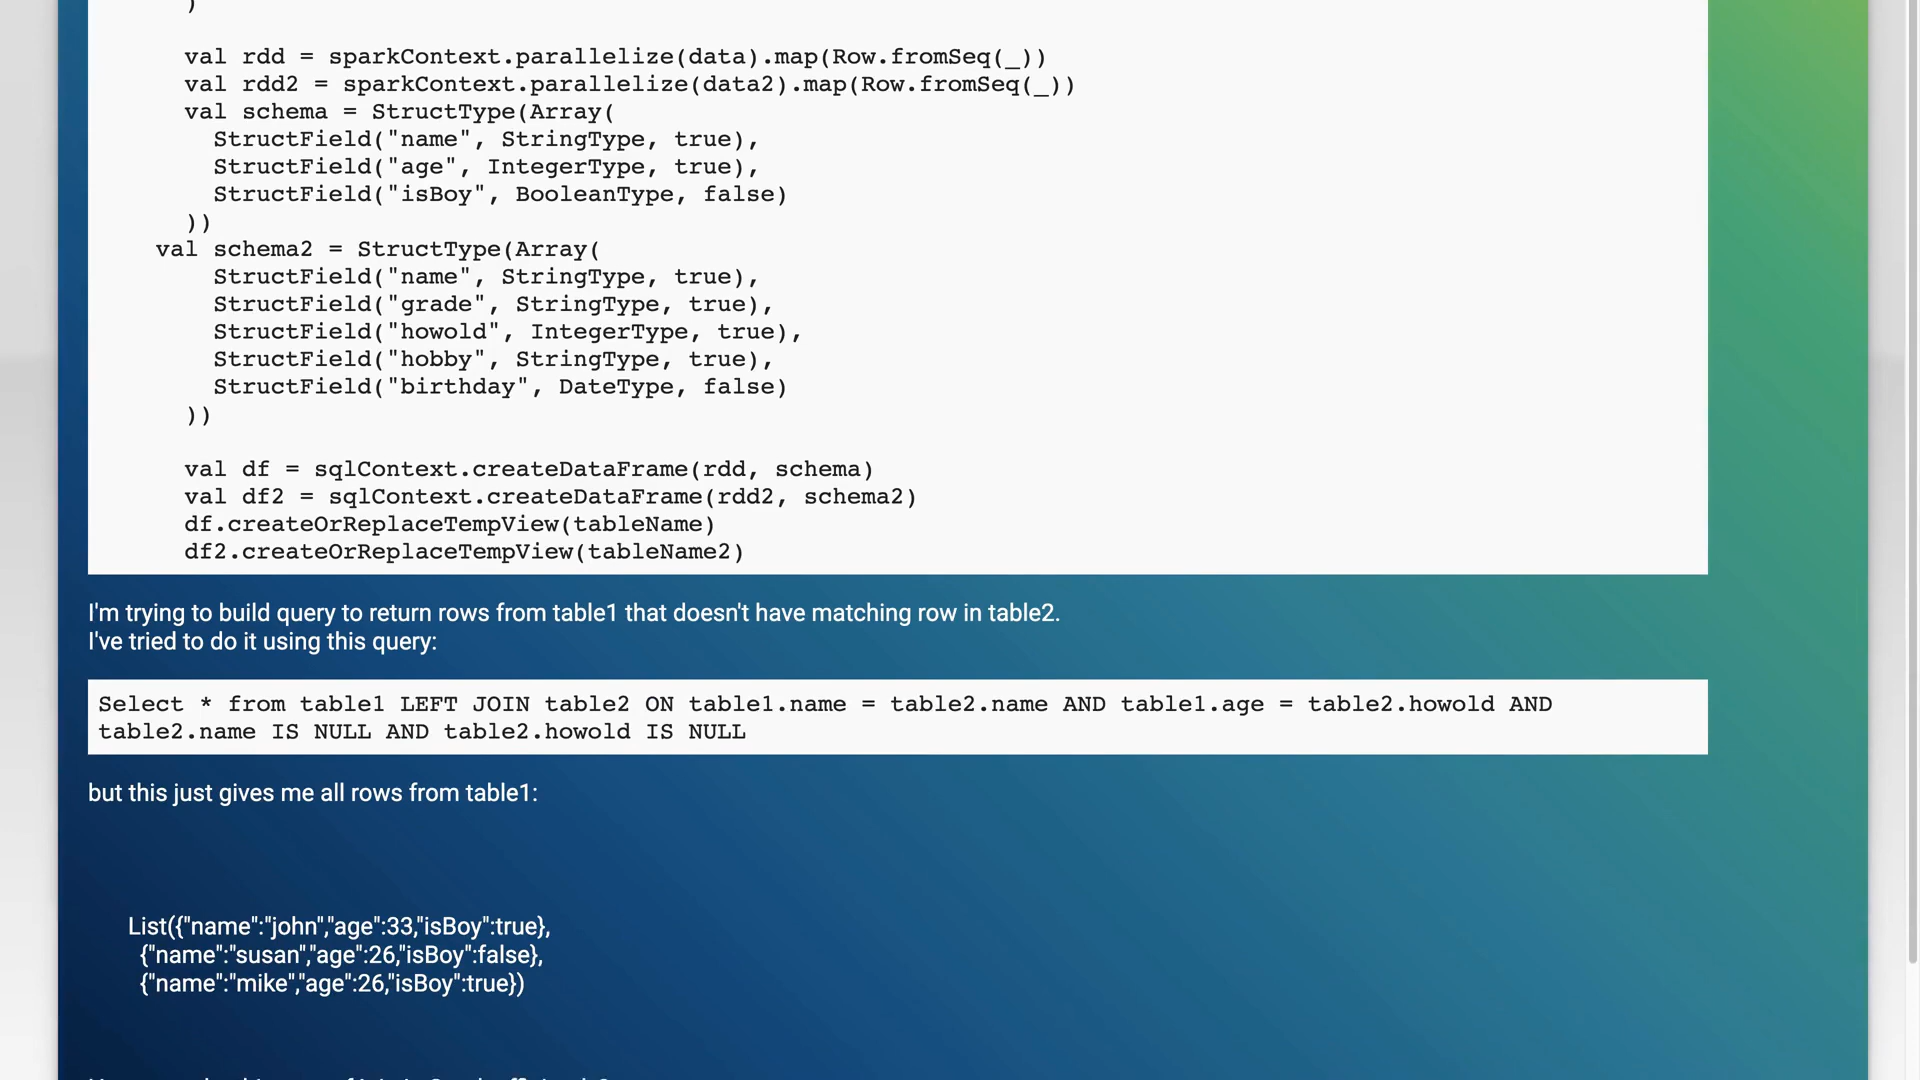 )
val rdd = sparkContext.parallelize(data).map(Row.fromSeq(_))
val rdd2 = sparkContext.parallelize(data2).map(Row.fromSeq(_))
val schema = StructType(Array(
StructField("name", StringType, true),
StructField("age", IntegerType, true),
StructField("isBoy", BooleanType, false)
))
val schema2 = StructType(Array(
StructField("name", StringType, true),
StructField("grade", StringType, true),
StructField("howold", IntegerType, true),
StructField("hobby", StringType, true),
StructField("birthday", DateType, false)
))
val df = sqlContext.createDataFrame(rdd, schema)
val df2 = sqlContext.createDataFrame(rdd2, schema2)
df.createOrReplaceTempView(tableName)
df2.createOrReplaceTempView(tableName2)
I'm trying to build query to return rows from table1 that doesn't have matching row in table2.
I've tried to do it using this query:
Select * from table1 LEFT JOIN table2 ON table1.name = table2.name AND table1.age = table2.howold AND
table2.name IS NULL AND table2.howold IS NULL
but this just gives me all rows from table1:
List({"name":"john","age":33,"isBoy":true},
{"name":"susan","age":26,"isBoy":false},
{"name":"mike","age":26,"isBoy":true})